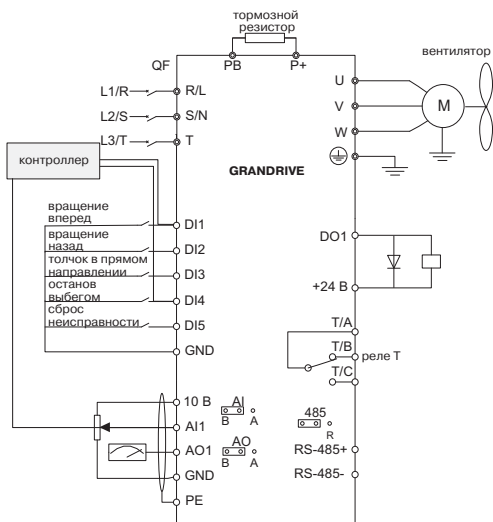 тормозной
резистор
QF
PB
P+
вентилятор
L1/R
R/L
U
L2/S
S/N
V
M
L3/T
T
W
контроллер
GRANDRIVE
вращение
вперед
DI1
вращение
назад
DI2
DO1
толчок в прямом
направлении
DI3
останов
выбегом
DI4
+24 В
сброс
неисправности
DI5
T/A
GND
T/B
реле Т
T/C
10 В
AI
B
A
AI1
485
R
AO1
AO
B
A
RS-485+
GND
RS-485-
PE